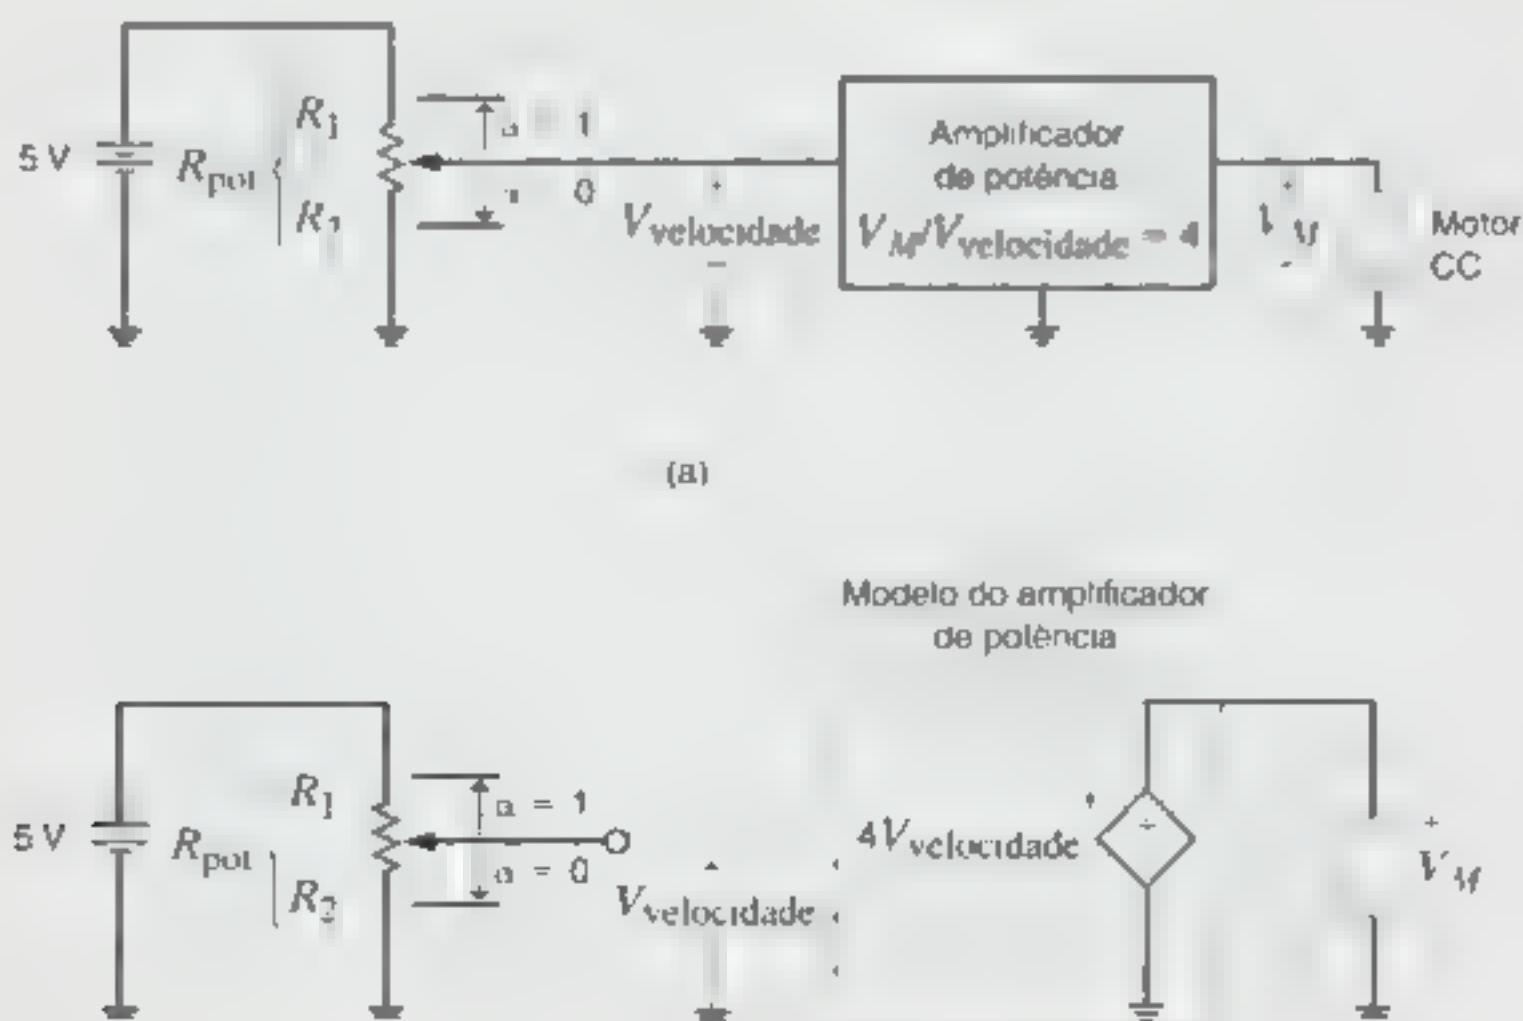 5 V
R1
Rpot
α 1
0
Vvelocidade
Amplificador
de potência
VM/Vvelocidade = 4
Motor
CC
(a)
Modelo do amplificador
de potência
5 V
R1
Rpot
R2
α = 1
α = 0
Vvelocidade
4Vvelocidade
+
VM